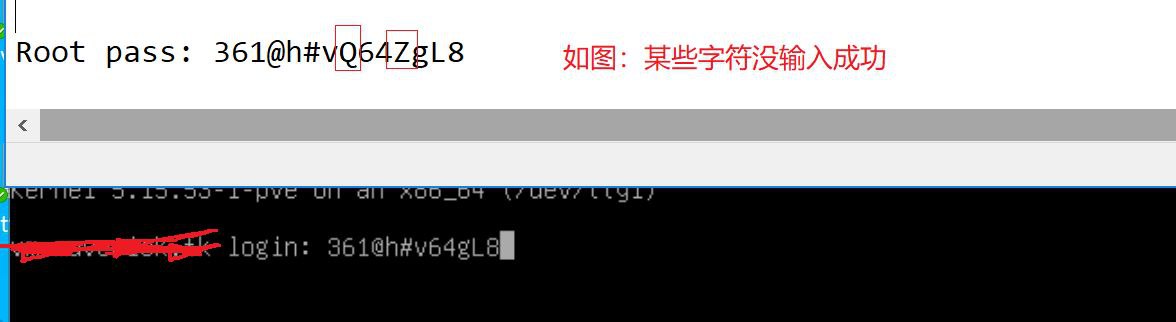 Root pass: 361@h#vQ64ZgL8 如图：某些字符没输入成功
kernel 5.15.53-1-pve on an x86_64 (/dev/tty1)
login: 361@h#v64gL8